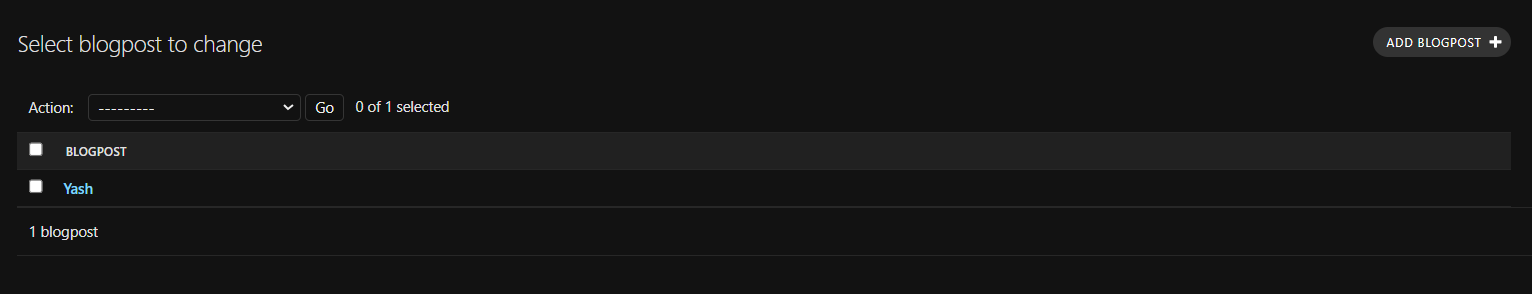 Select blogpost to change
ADD BLOGPOST
Action: --------- Go 0 of 1 selected
BLOGPOST
Yash
1 blogpost